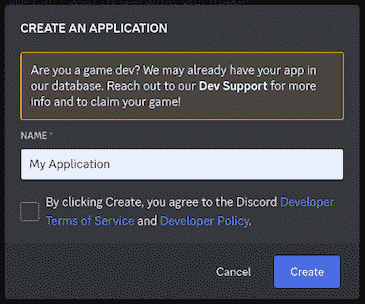 CREATE AN APPLICATION
Are you a game dev? We may already have your app in
our database. Reach out to our Dev Support for more
info and to claim your game!
NAME *
My Application
By clicking Create, you agree to the Discord Developer
Terms of Service and Developer Policy.
Cancel
Create